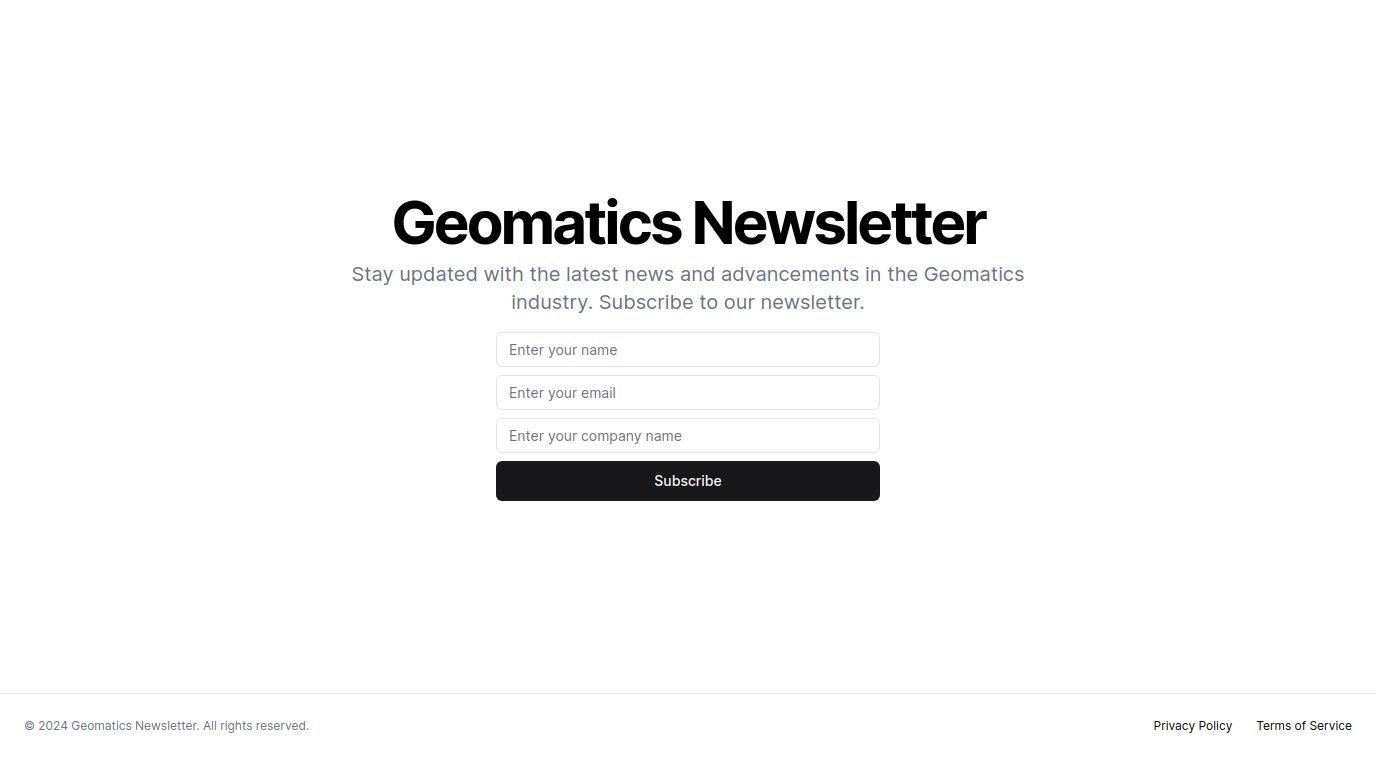 Geomatics Newsletter
Stay updated with the latest news and advancements in the Geomatics
industry. Subscribe to our newsletter.
Enter your name
Enter your email
Enter your company name
Subscribe
© 2024 Geomatics Newsletter. All rights reserved.
Privacy Policy
Terms of Service